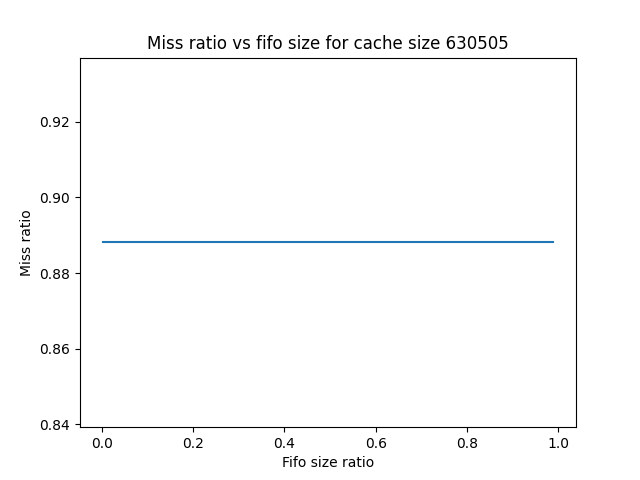 Miss ratio vs fifo size for cache size 630505
0.92
0.90
0.88
0.86
0.84
Miss ratio
0.0 0.2 0.4 0.6 0.8 1.0
Fifo size ratio